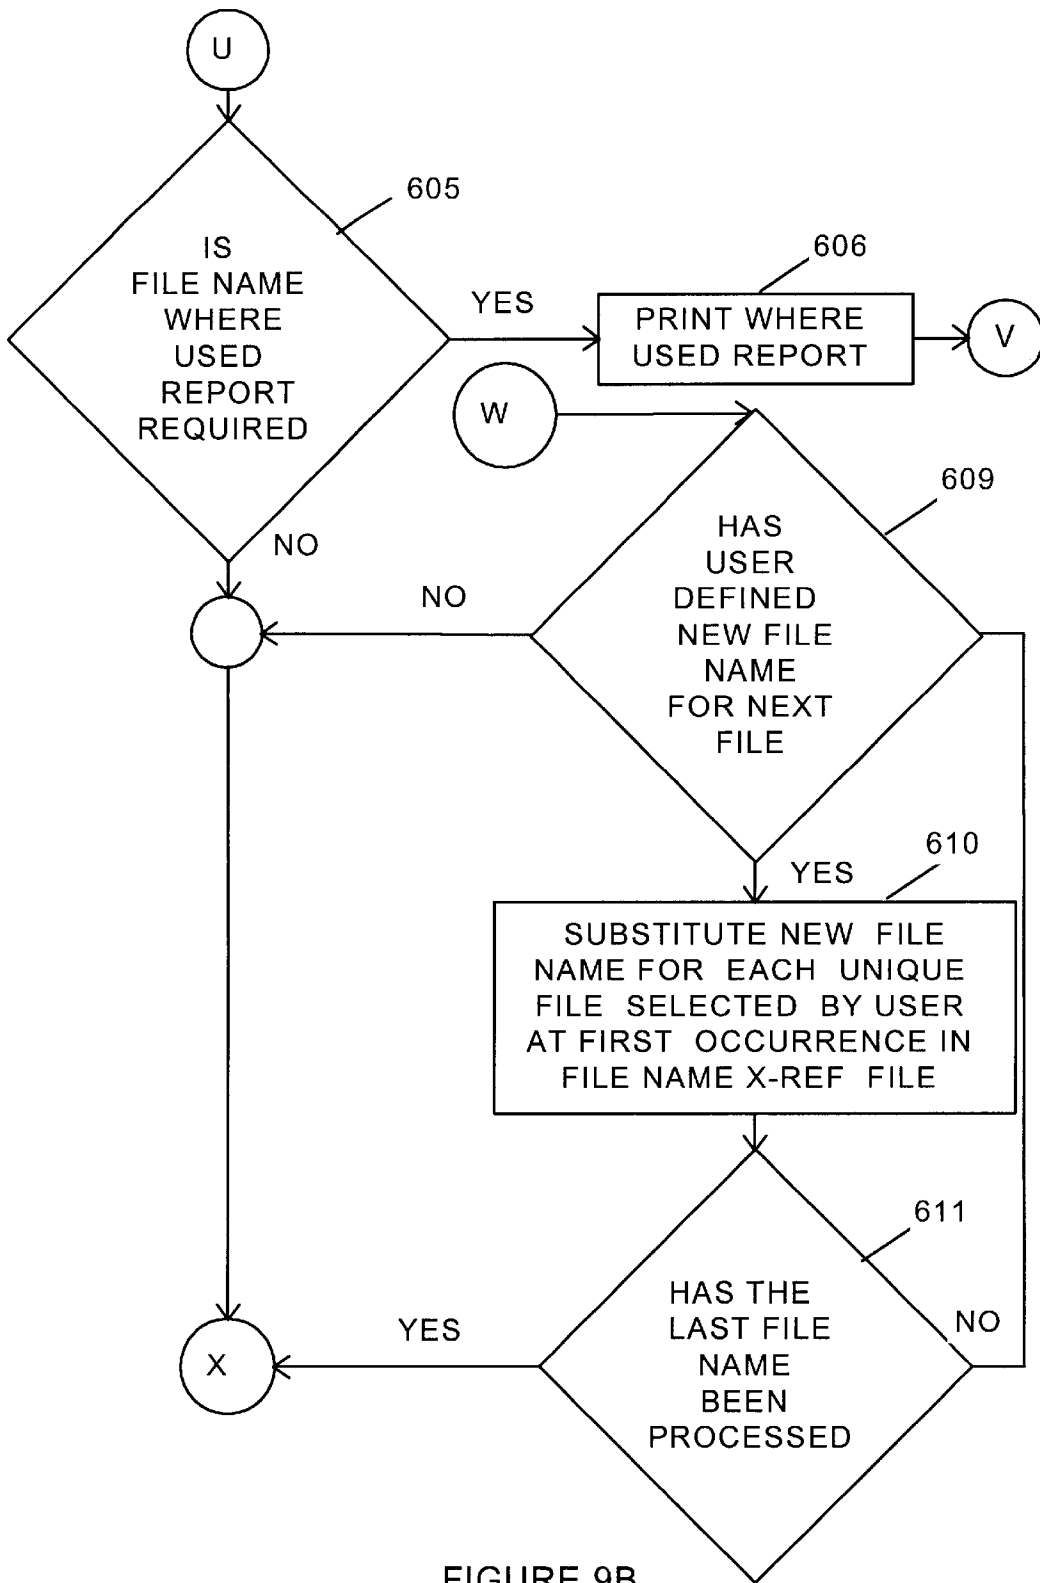 U
605
IS
FILE NAME
WHERE
USED
REPORT
REQUIRED
YES
606
PRINT WHERE
USED REPORT
V
W
NO
609
HAS
USER
DEFINED
NEW FILE
NAME
FOR NEXT
FILE
NO
YES
610
SUBSTITUTE NEW FILE
NAME FOR EACH UNIQUE
FILE SELECTED BY USER
AT FIRST OCCURRENCE IN
FILE NAME X-REF FILE
611
HAS THE
LAST FILE
NAME
BEEN
PROCESSED
YES
NO
X
FIGURE 9B